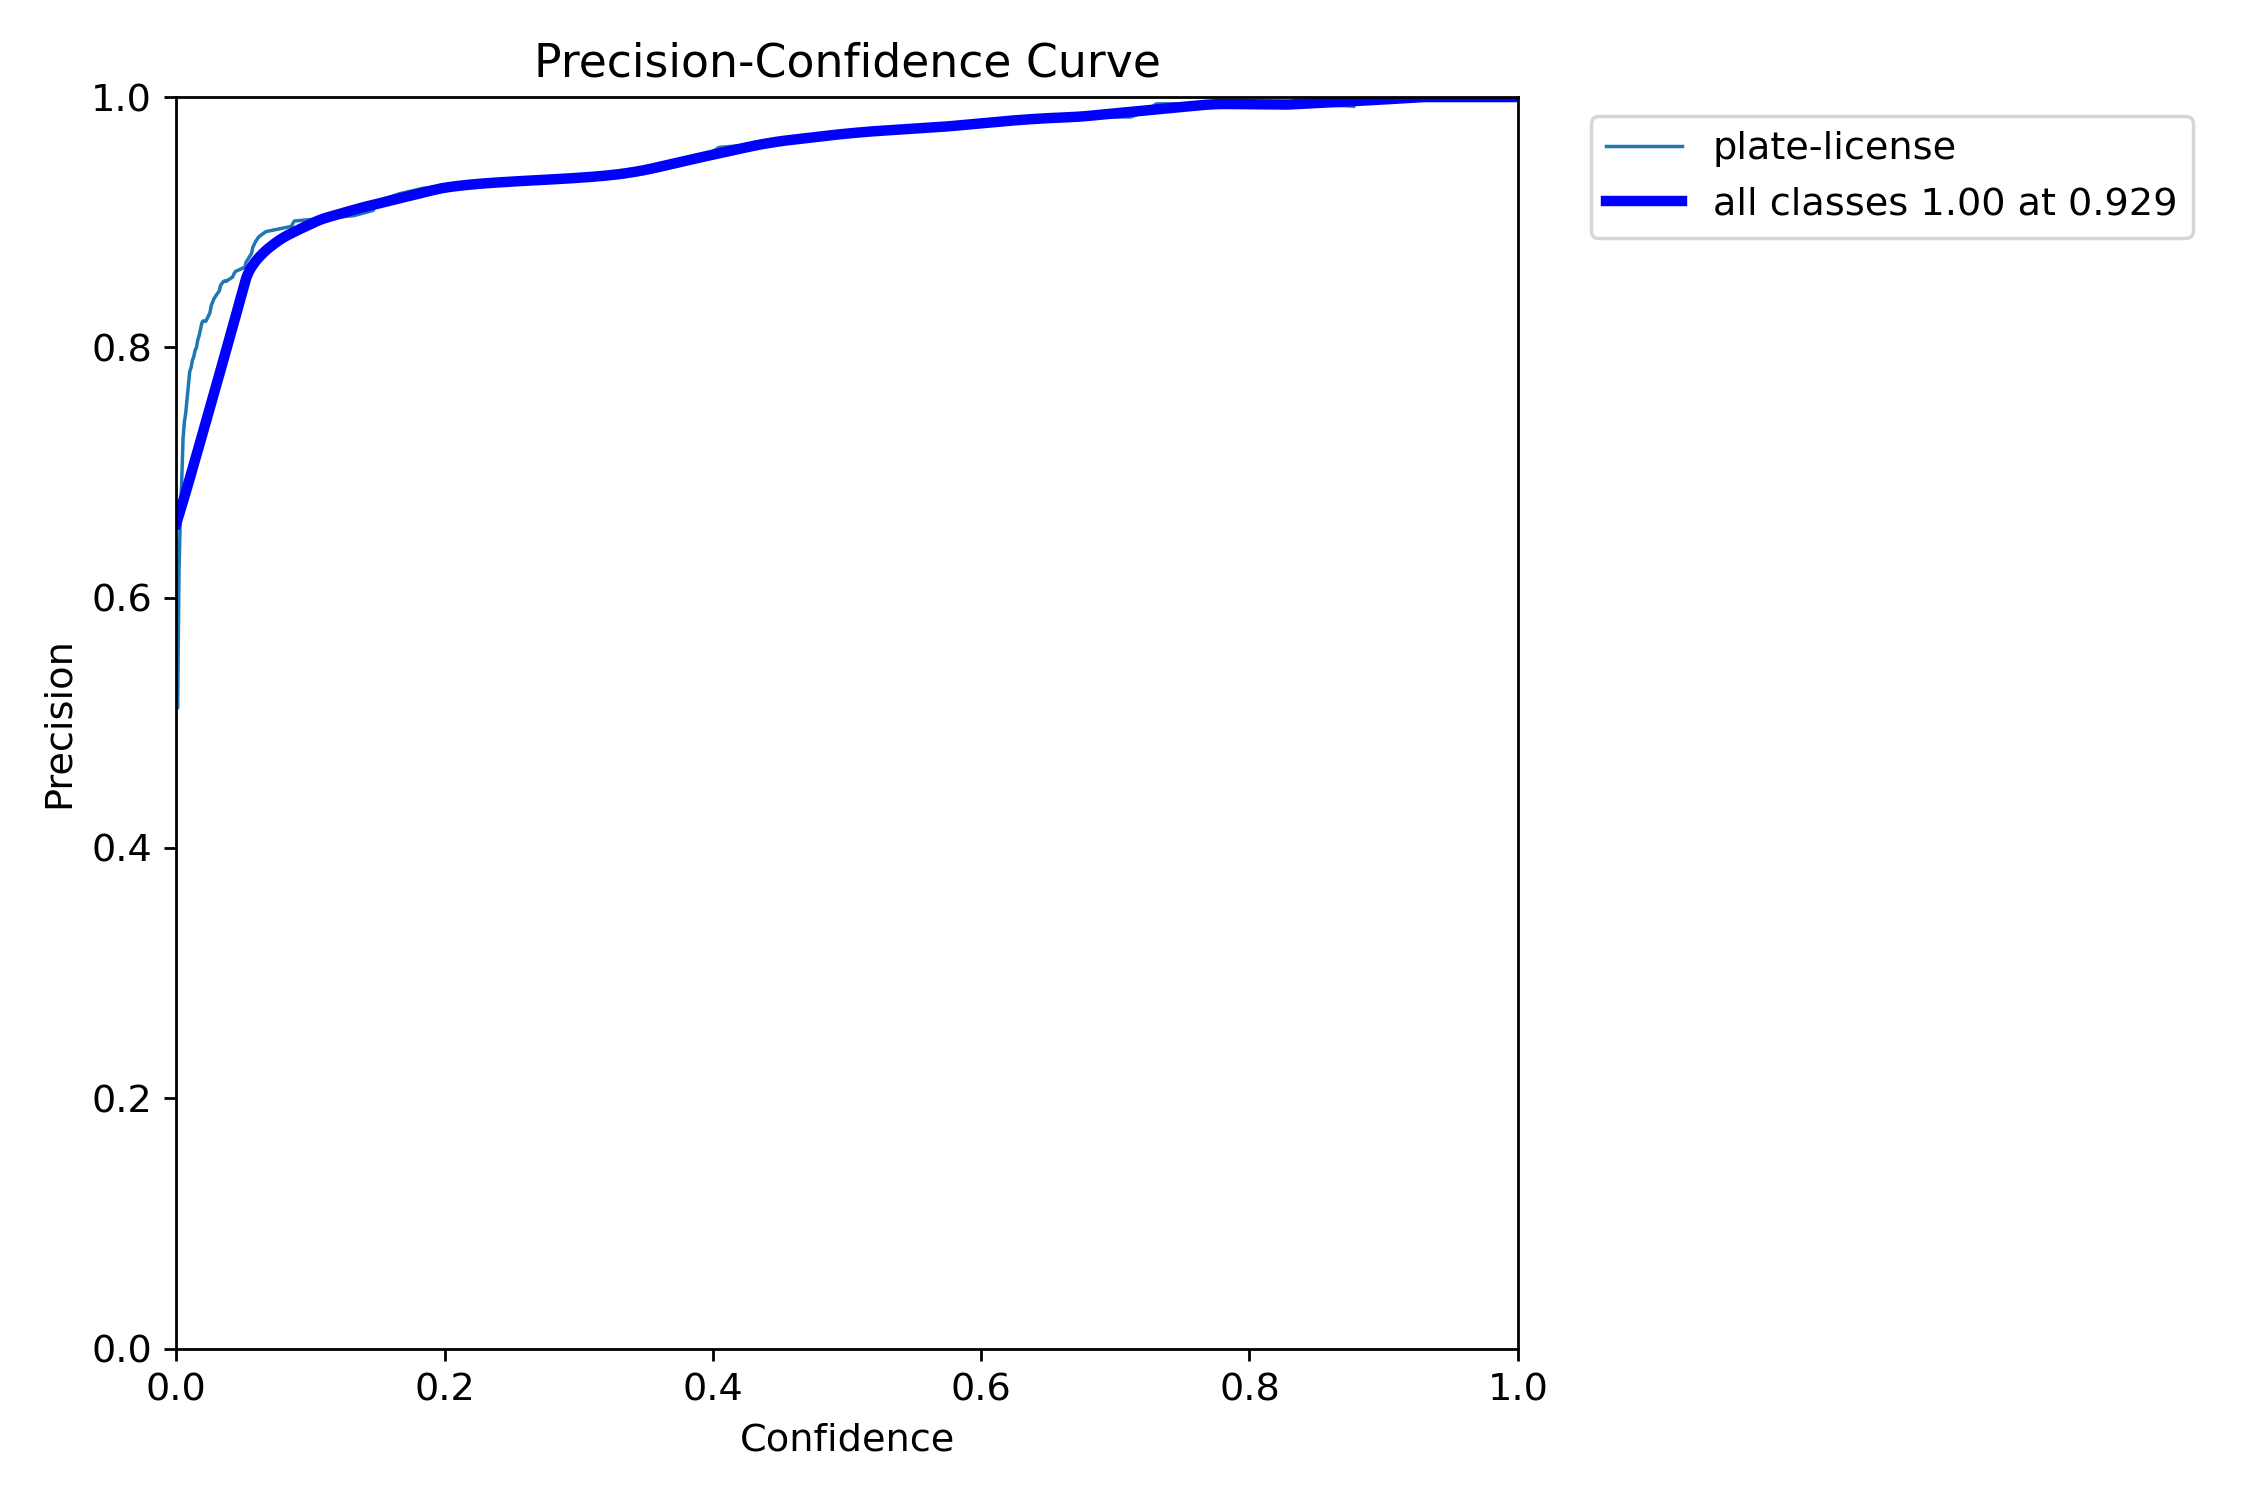 Precision-Confidence Curve
1.0
0.8
0.6
0.4
0.2
0.0
Precision
0.0 0.2 0.4 0.6 0.8 1.0
Confidence
plate-license
all classes 1.00 at 0.929